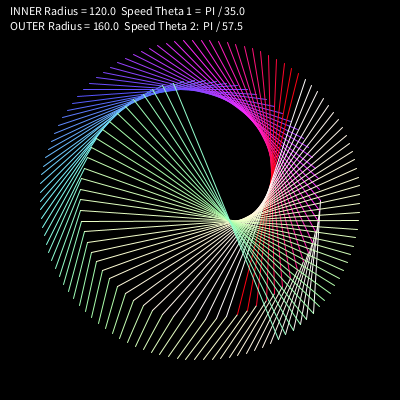 INNER Radius = 120.0  Speed Theta 1 =  PI / 35.0
OUTER Radius = 160.0  Speed Theta 2:  PI / 57.5